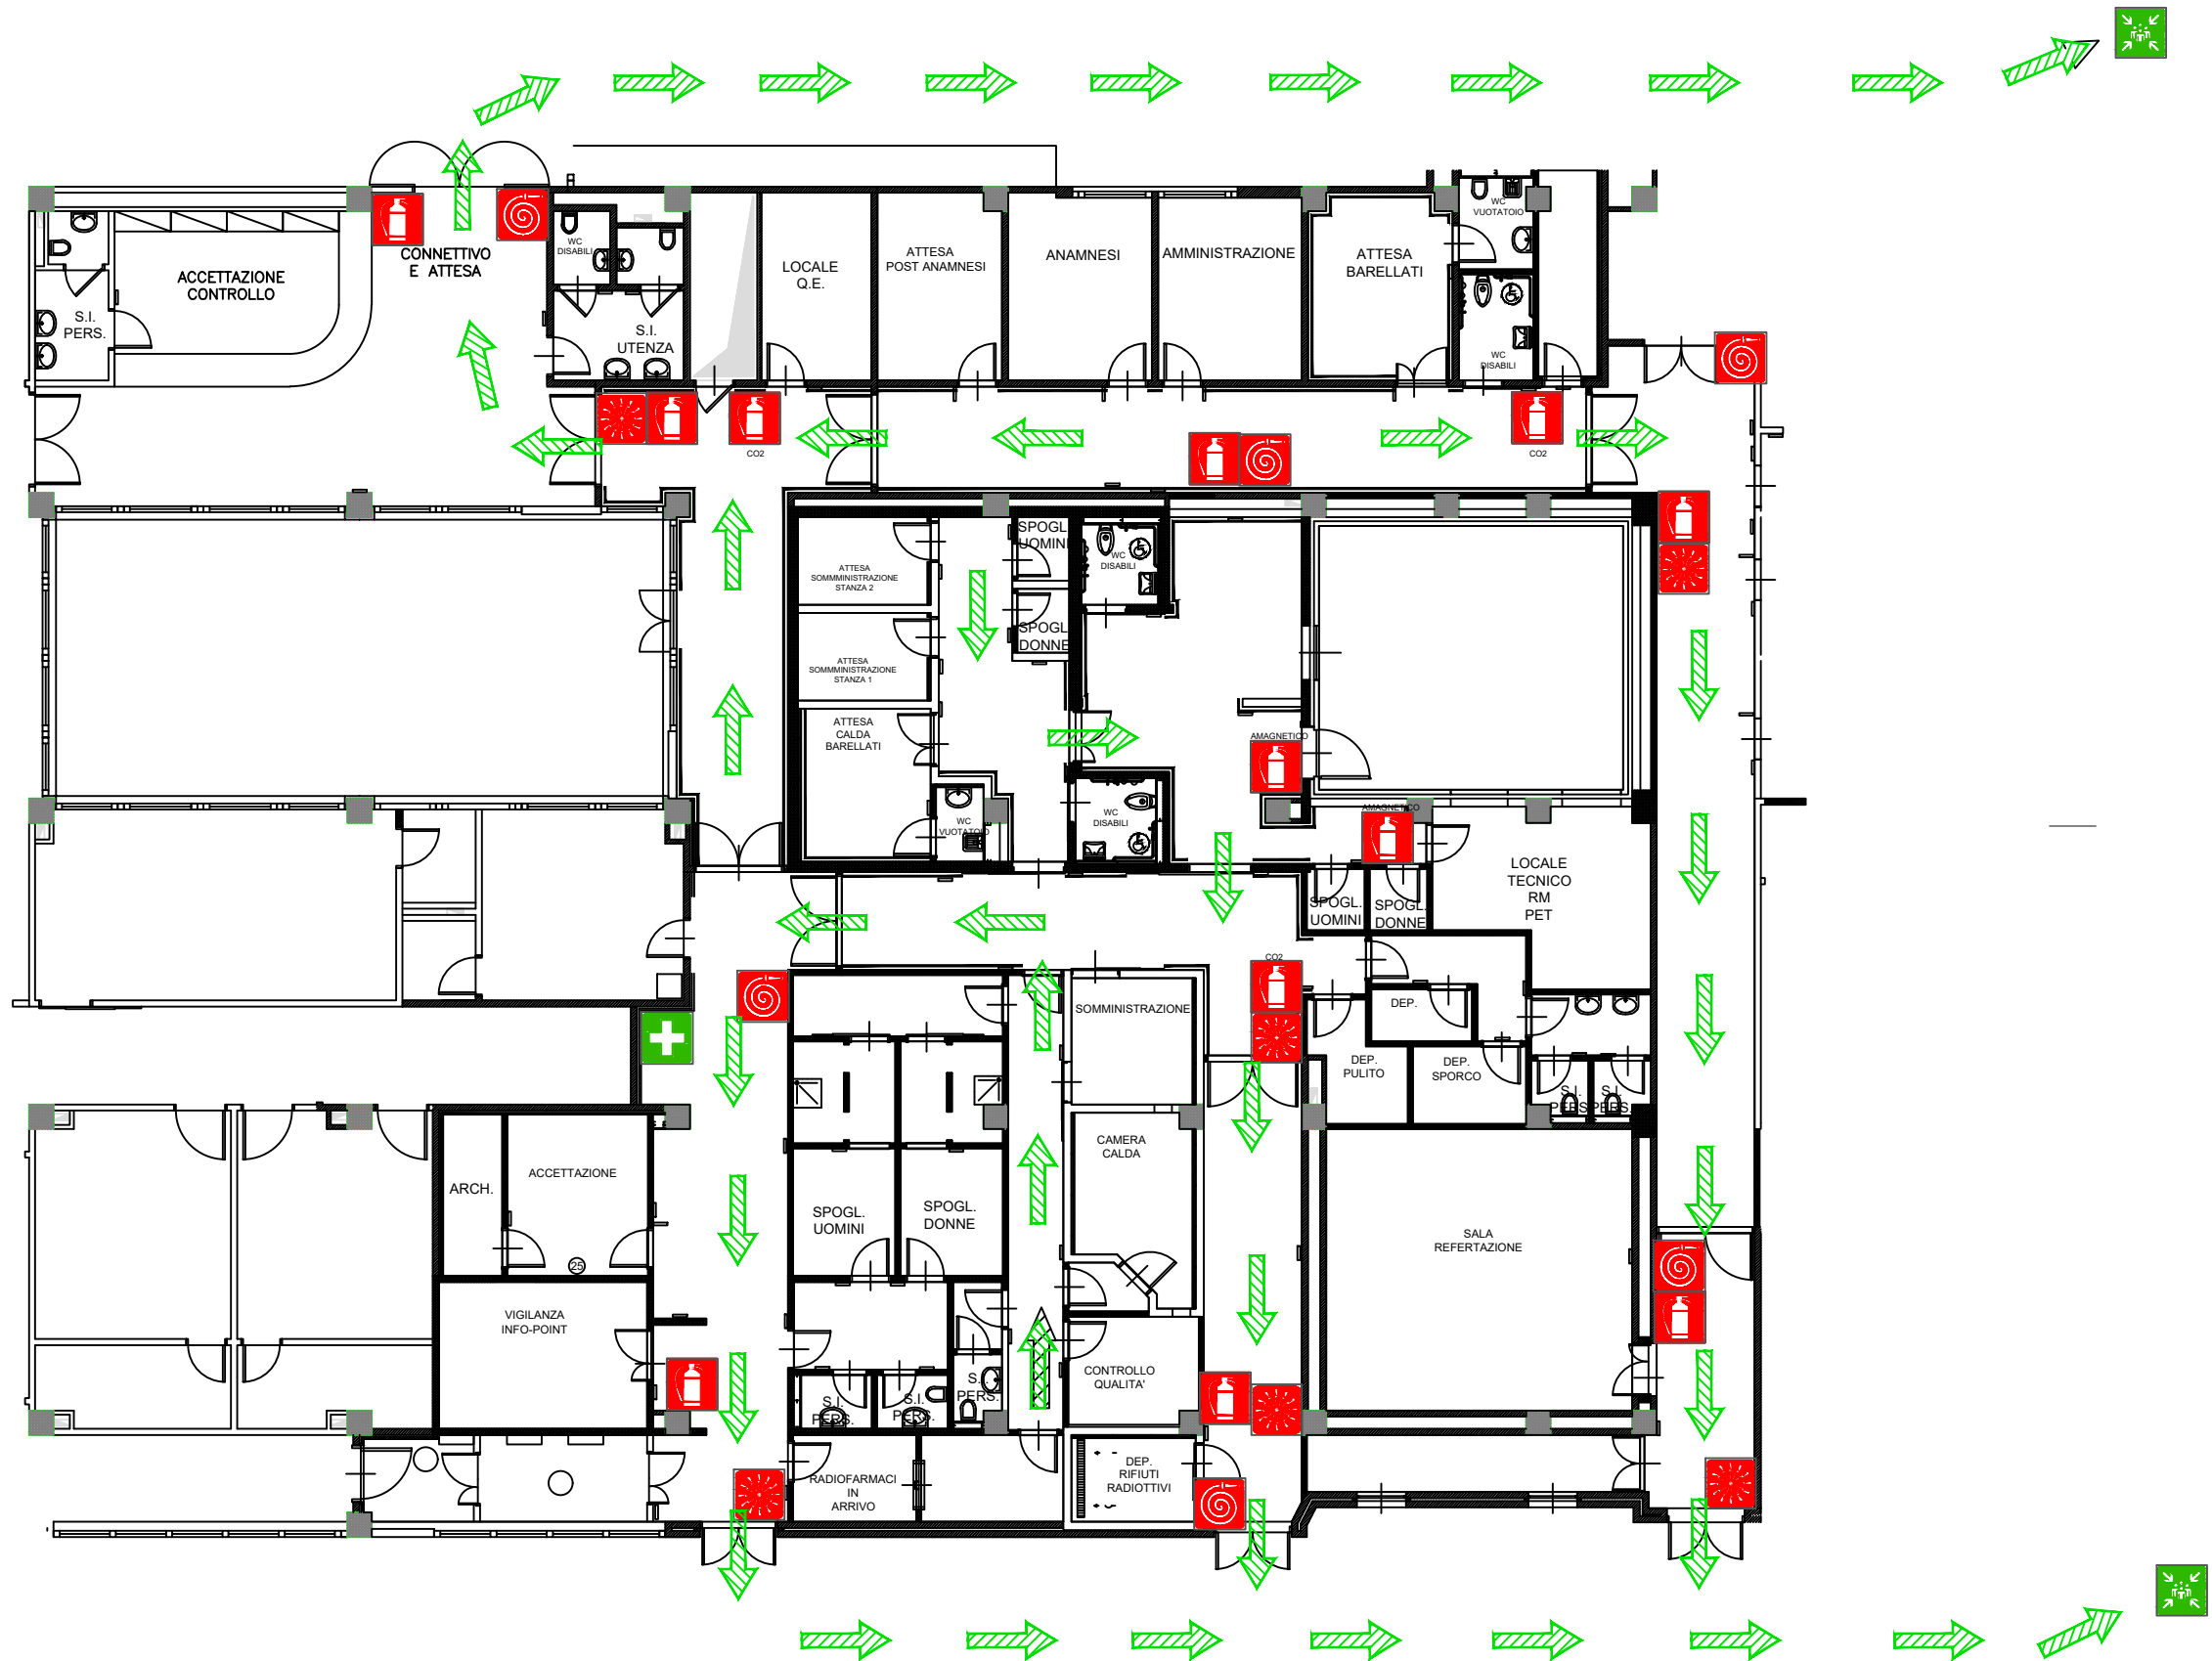 WC
VUOTATOIO
CONNETTIVO
E ATTESA
ACCETTAZIONE
CONTROLLO
S.I.
PERS.
WC
DISABILI
S.I.
UTENZA
LOCALE
Q.E.
ATTESA
POST ANAMNESI
ANAMNESI
AMMINISTRAZIONE
ATTESA
BARELLATI
WC
DISABILI
CO2
CO2
SPOGL.
UOMINI
WC
DISABILI
ATTESA
SOMMMINISTRAZIONE
STANZA 2
SPOGL.
DONNE
ATTESA
SOMMMINISTRAZIONE
STANZA 1
ATTESA
CALDA
BARELLATI
AMAGNETICO
AMAGNETICO
WC
VUOTATOIO
WC
DISABILI
LOCALE
TECNICO
RM
PET
SPOGL.
UOMINI
SPOGL.
DONNE
CO2
SOMMINISTRAZIONE
DEP.
DEP.
PULITO
DEP.
SPORCO
S.I.
PERS.
S.I.
PERS.
CAMERA
CALDA
ARCH.
ACCETTAZIONE
SPOGL.
UOMINI
SPOGL.
DONNE
SALA
REFERTAZIONE
25
VIGILANZA
INFO-POINT
CONTROLLO
QUALITA'
S.I.
PERS.
S.I.
PERS.
S.I.
PERS.
RADIOFARMACI
IN
ARRIVO
DEP.
RIFIUTI
RADIOTTIVI